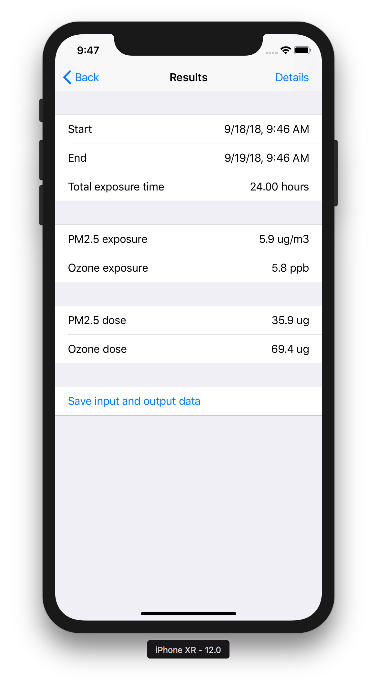 9:47
Back Results Details
Start 9/18/18, 9:46 AM
End 9/19/18, 9:46 AM
Total exposure time 24.00 hours
PM2.5 exposure 5.9 ug/m3
Ozone exposure 5.8 ppb
PM2.5 dose 35.9 ug
Ozone dose 69.4 ug
Save input and output data
iPhone XR - 12.0